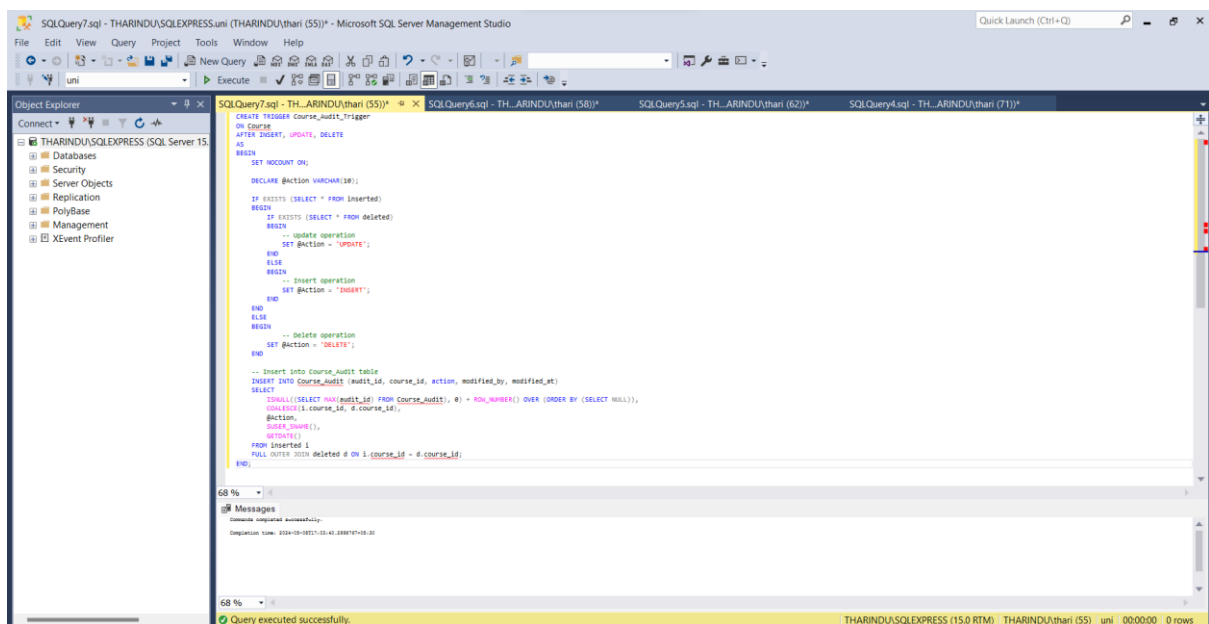 SQLQuery7.sql - THARINDU\SQLEXPRESS.uni (THARINDU\thari (55))* - Microsoft SQL Server Management Studio
Quick Launch (Ctrl+Q)
File Edit View Query Project Tools Window Help
New Query
uni
Execute
Object Explorer
SQLQuery7.sql - TH...ARINDU\thari (55))* SQLQuery6.sql - TH...ARINDU\thari (58))* SQLQuery5.sql - TH...ARINDU\thari (62))* SQLQuery4.sql - TH...ARINDU\thari (71))*
Connect
THARINDU\SQLEXPRESS (SQL Server 15.
Databases
Security
Server Objects
Replication
PolyBase
Management
XEvent Profiler
CREATE TRIGGER Course_Audit_Trigger
ON Course
AFTER INSERT, UPDATE, DELETE
AS
BEGIN
SET NOCOUNT ON;
DECLARE @Action VARCHAR(10);
IF EXISTS (SELECT * FROM inserted)
BEGIN
IF EXISTS (SELECT * FROM deleted)
BEGIN
-- Update operation
SET @Action = 'UPDATE';
END
ELSE
BEGIN
-- Insert operation
SET @Action = 'INSERT';
END
END
ELSE
BEGIN
-- Delete operation
SET @Action = 'DELETE';
END
-- Insert into Course_Audit table
INSERT INTO Course_Audit (audit_id, course_id, action, modified_by, modified_at)
SELECT
ISNULL((SELECT MAX(audit_id) FROM Course_Audit), 0) + ROW_NUMBER() OVER (ORDER BY (SELECT NULL)),
COALESCE(i.course_id, d.course_id),
@Action,
SUSER_SNAME(),
GETDATE()
FROM inserted i
FULL OUTER JOIN deleted d ON i.course_id = d.course_id;
END;
68 %
Messages
Commands completed successfully.
Completion time:
68 %
Query executed successfully.
THARINDU\SQLEXPRESS (15.0 RTM) THARINDU\thari (55) uni 00:00:00 0 rows